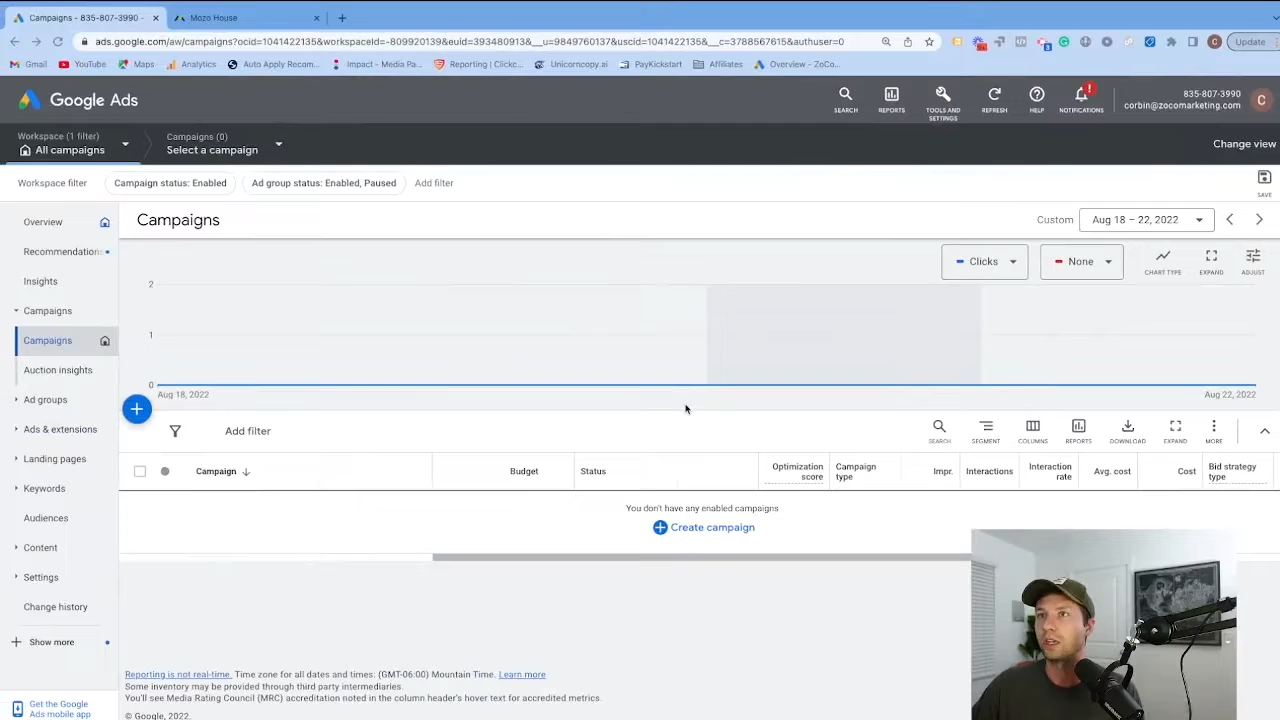 Campaigns - 835-807-3990 -
Mozo House
ads.google.com/aw/campaigns?ocid=1041422135&workspaceId=-809920139&euid=393480913&__u=9849760137&uscid=1041422135&__c=3788567615&authuser=0
Update
Gmail
YouTube
Maps
Analytics
Auto Apply Recom...
Impact - Media Pa...
Reporting | Clickc...
Unicorncopy.ai
PayKickstart
Affiliates
Overview – ZoCo...
Google Ads
SEARCH
REPORTS
TOOLS AND SETTINGS
REFRESH
HELP
NOTIFICATIONS
835-807-3990
corbin@zocomarketing.com
C
Workspace (1 filter)
All campaigns
Campaigns (0)
Select a campaign
Change view
Workspace filter
Campaign status: Enabled
Ad group status: Enabled, Paused
Add filter
SAVE
Overview
Recommendations
Insights
Campaigns
Campaigns
Auction insights
Ad groups
Ads & extensions
Landing pages
Keywords
Audiences
Content
Settings
Change history
Show more
Get the Google
Ads mobile app
Campaigns
Custom
Aug 18 – 22, 2022
Clicks
None
CHART TYPE
EXPAND
ADJUST
2
1
0
Aug 18, 2022
Aug 22, 2022
Add filter
SEARCH
SEGMENT
COLUMNS
REPORTS
DOWNLOAD
EXPAND
MORE
Campaign
Budget
Status
Optimization score
Campaign type
Impr.
Interactions
Interaction rate
Avg. cost
Cost
Bid strategy type
You don't have any enabled campaigns
Create campaign
Reporting is not real-time. Time zone for all dates and times: (GMT-06:00) Mountain Time. Learn more
Some inventory may be provided through third party intermediaries.
You'll see Media Rating Council (MRC) accreditation noted in the column header's hover text for accredited metrics.
© Google, 2022.